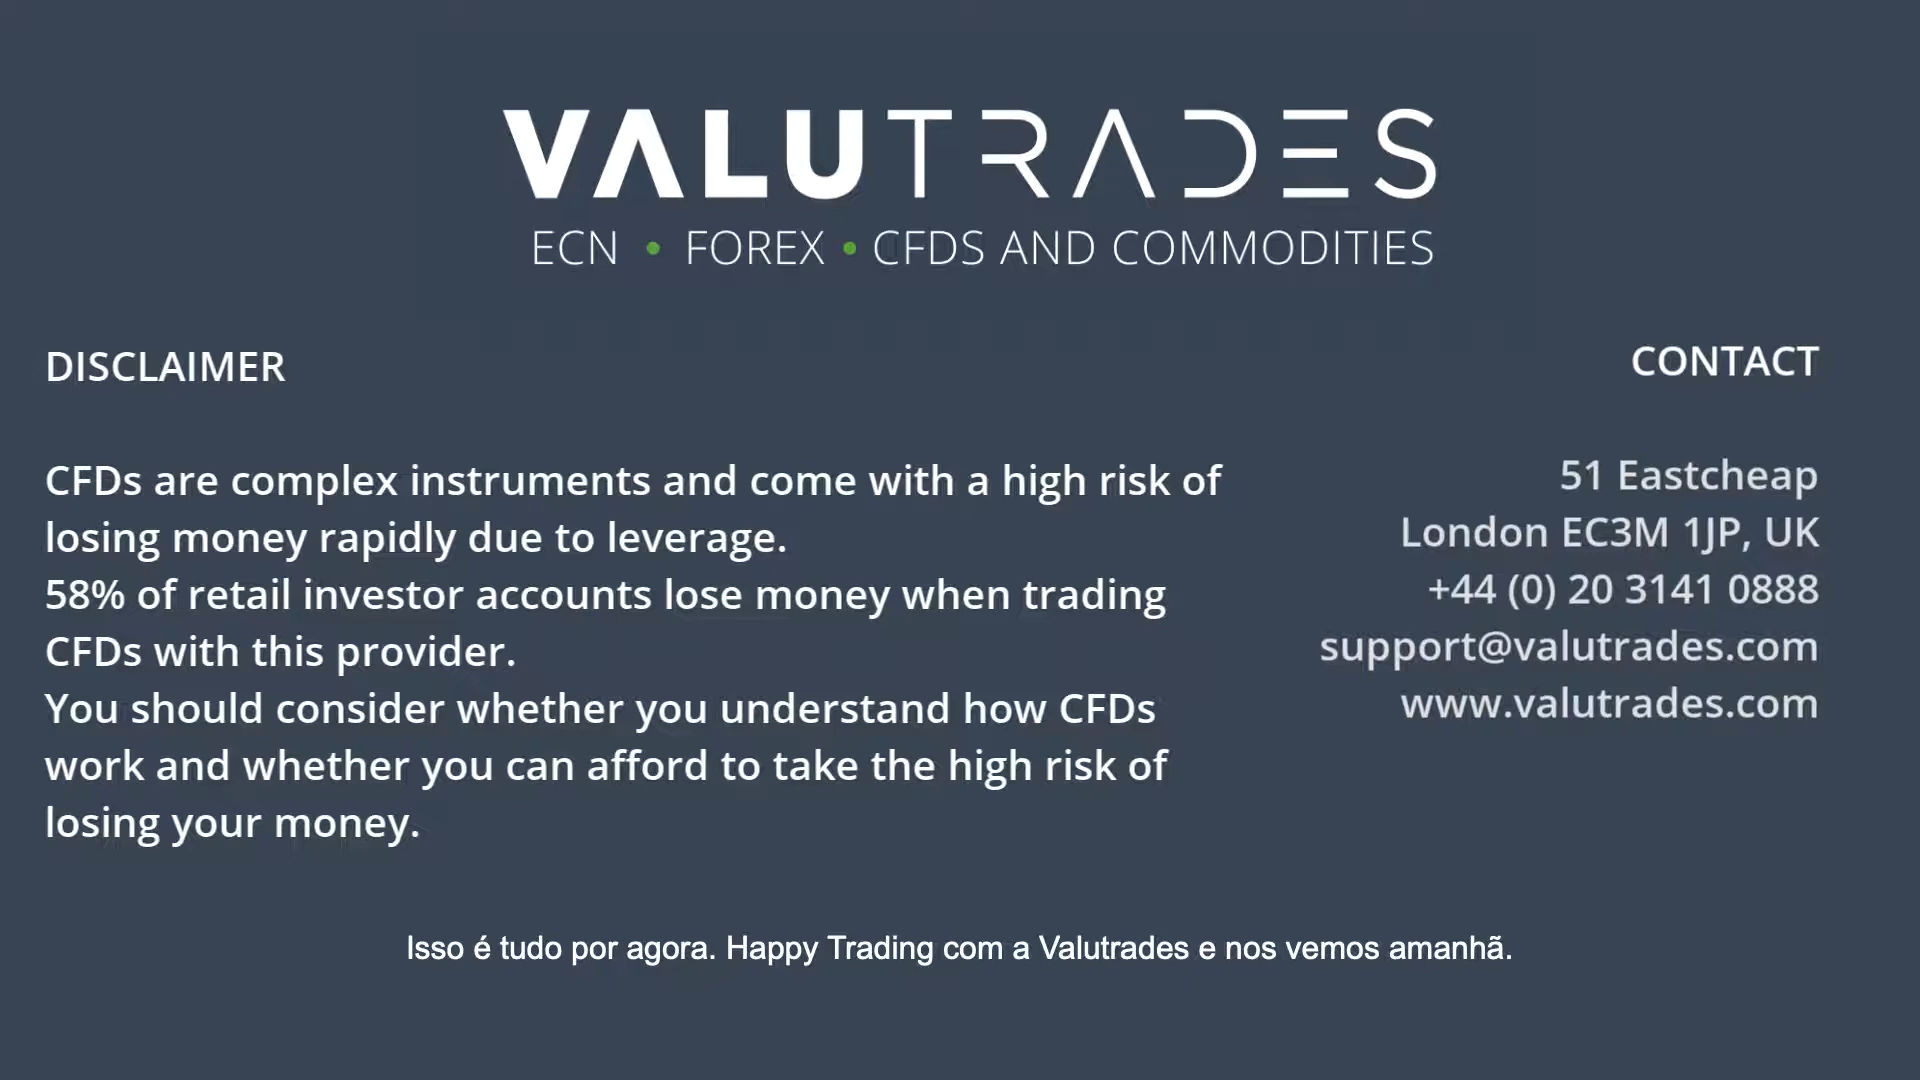 VALUTRADES
ECN • FOREX • CFDS AND COMMODITIES
DISCLAIMER
CFDs are complex instruments and come with a high risk of
losing money rapidly due to leverage.
58% of retail investor accounts lose money when trading
CFDs with this provider.
You should consider whether you understand how CFDs
work and whether you can afford to take the high risk of
losing your money.
CONTACT
51 Eastcheap
London EC3M 1JP, UK
+44 (0) 20 3141 0888
support@valutrades.com
www.valutrades.com
Isso é tudo por agora. Happy Trading com a Valutrades e nos vemos amanhã.